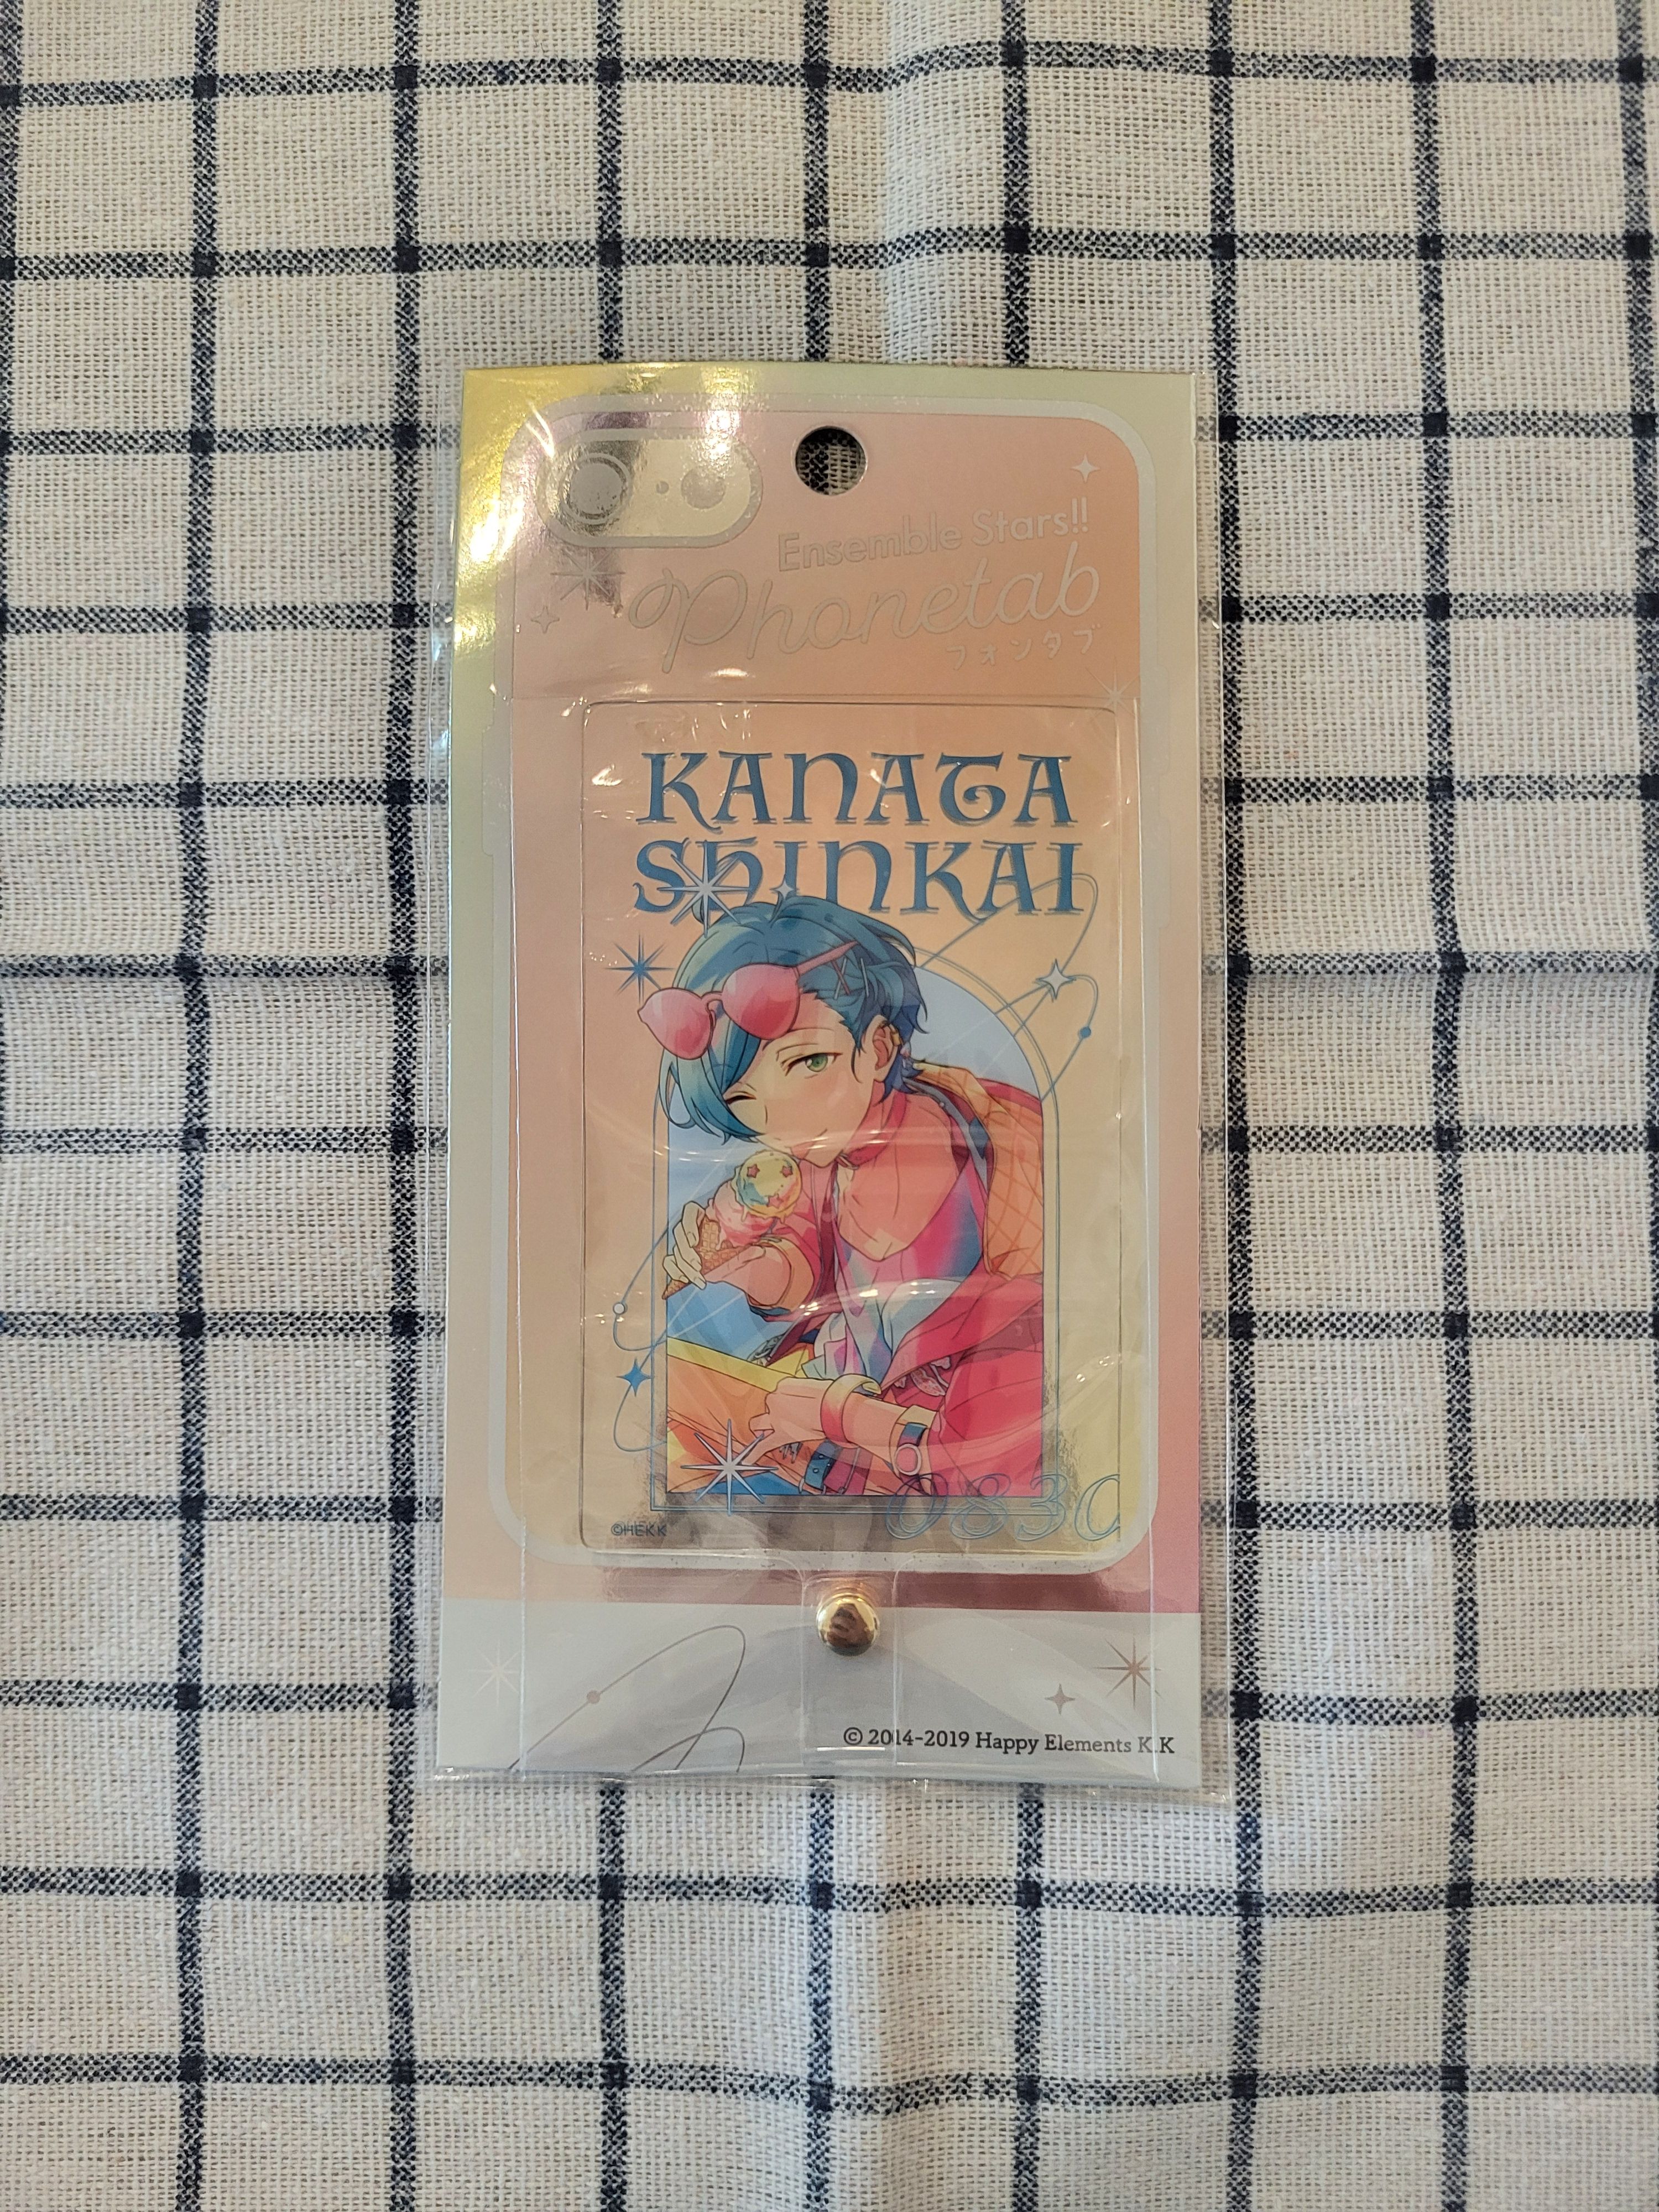 Ensemble Stars!!
Phonetab
フォンタブ
KANATA
SHINKAI
0830
©HEKK
© 2014-2019 Happy Elements K.K